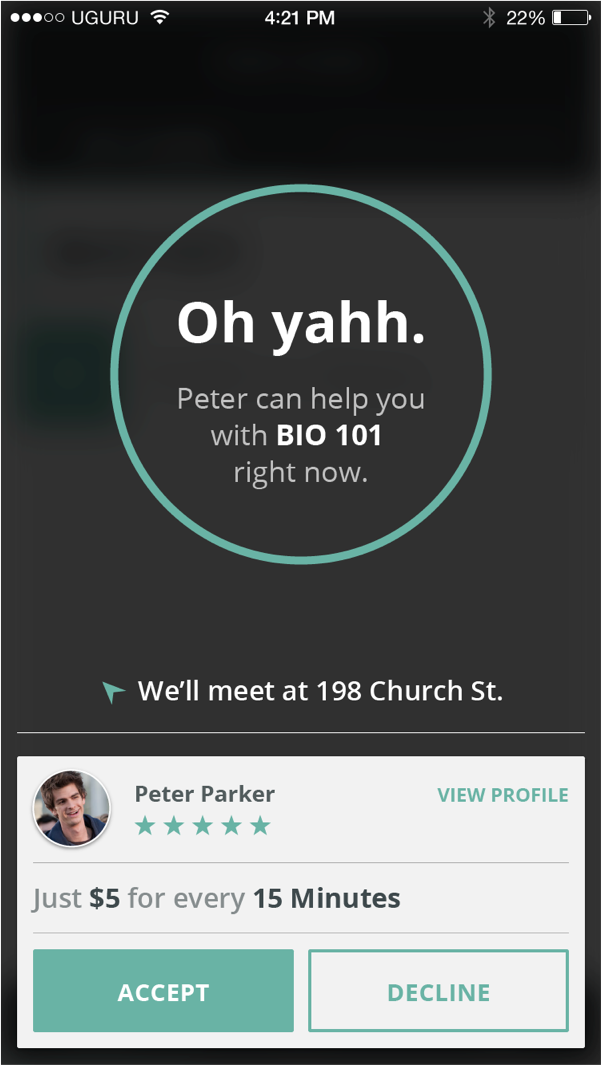 UGURU 4:21 PM 22%
Oh yahh.
Peter can help you
with BIO 101
right now.
We’ll meet at 198 Church St.
Peter Parker
VIEW PROFILE
Just $5 for every 15 Minutes
ACCEPT
DECLINE